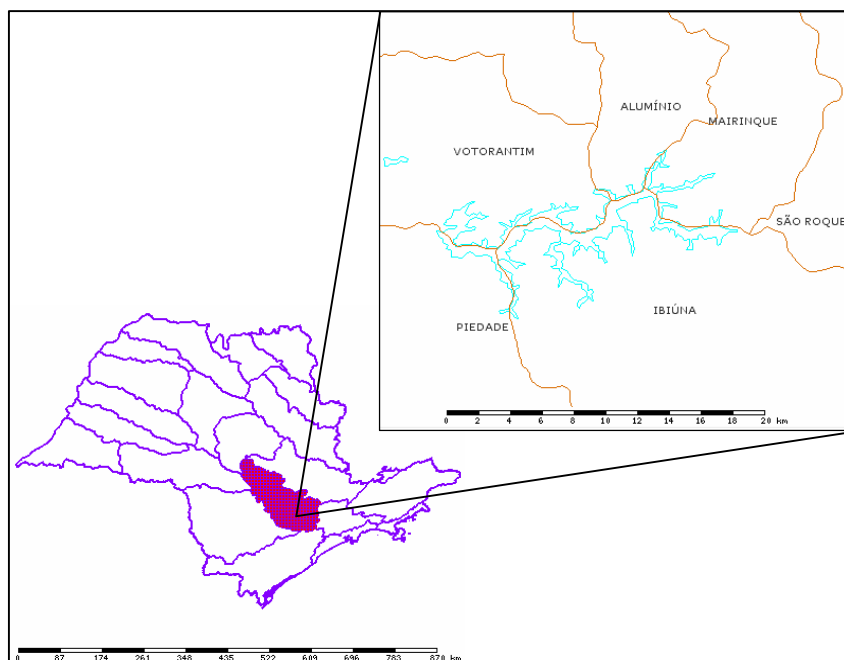 ALUMÍNIO
MAIRINQUE
VOTORANTIM
SÃO ROQUE
IBIÚNA
PIEDADE
0 2 4 6 8 10 12 14 16 18 20 km
0 87 174 261 348 435 522 609 696 783 870 km